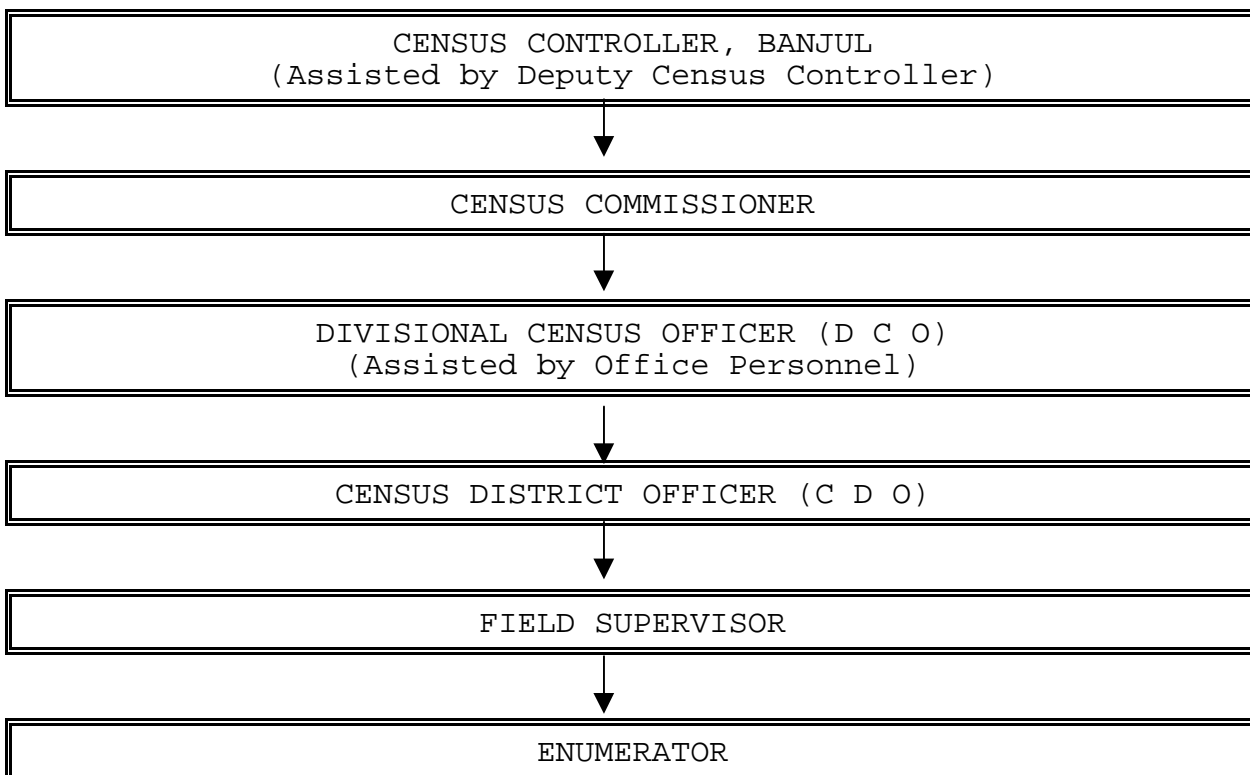 CENSUS CONTROLLER, BANJUL
(Assisted by Deputy Census Controller)
CENSUS COMMISSIONER
DIVISIONAL CENSUS OFFICER (D C O)
(Assisted by Office Personnel)
CENSUS DISTRICT OFFICER (C D O)
FIELD SUPERVISOR
ENUMERATOR